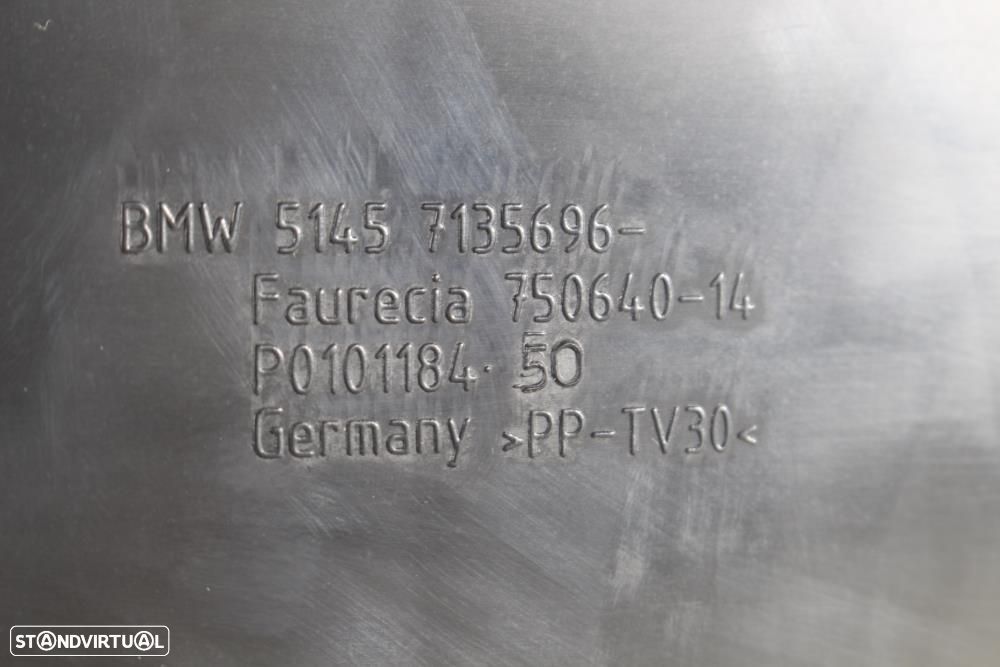 BMW 5145 7135696-
Faurecia 750640-14
P0101184· 50
Germany >PP-TV30<
STANDVIRTUAL